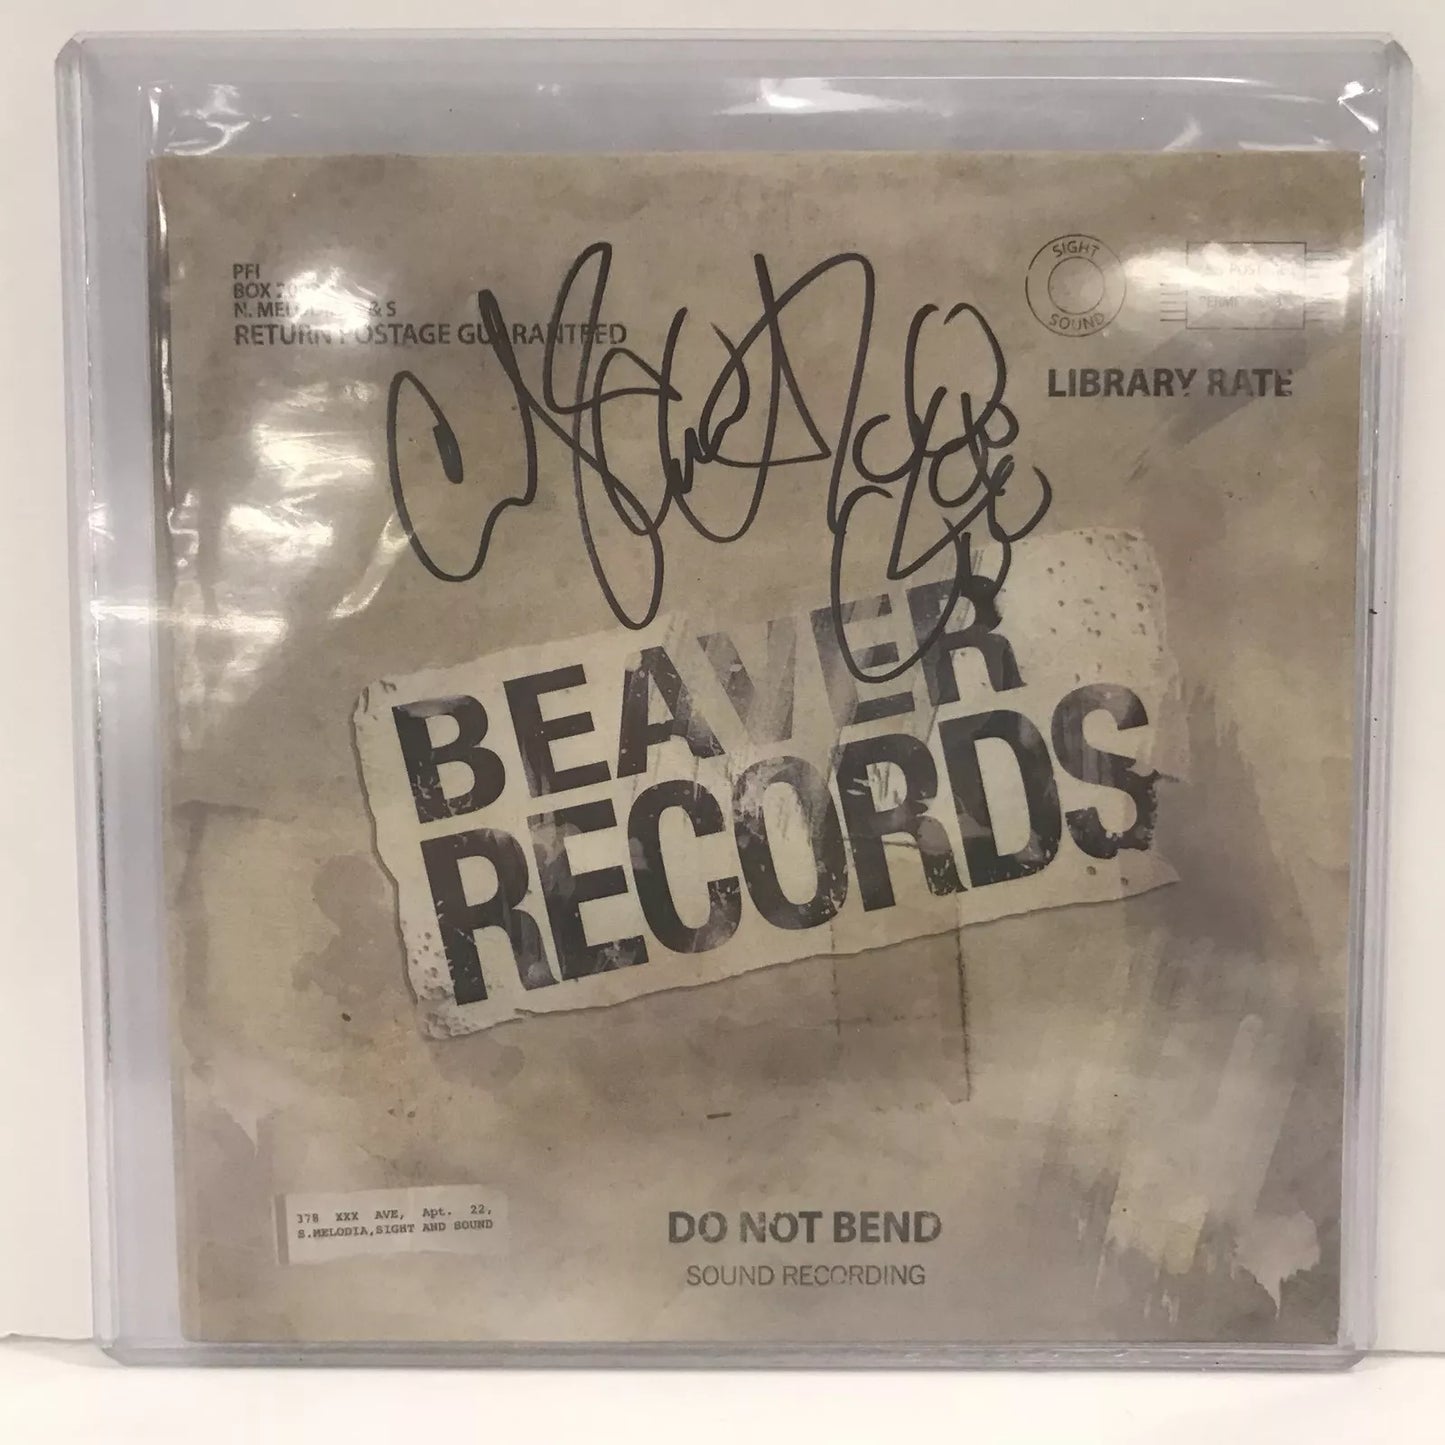 PFI
BOX
N. & S
RETURN POSTAGE GUARANTEED
SIGHT
SOUND
LIBRARY RATE
BEAVER
RECORDS
378 XXX AVE, Apt. 22,
S.MELODIA,SIGHT AND SOUND
DO NOT BEND
SOUND RECORDING